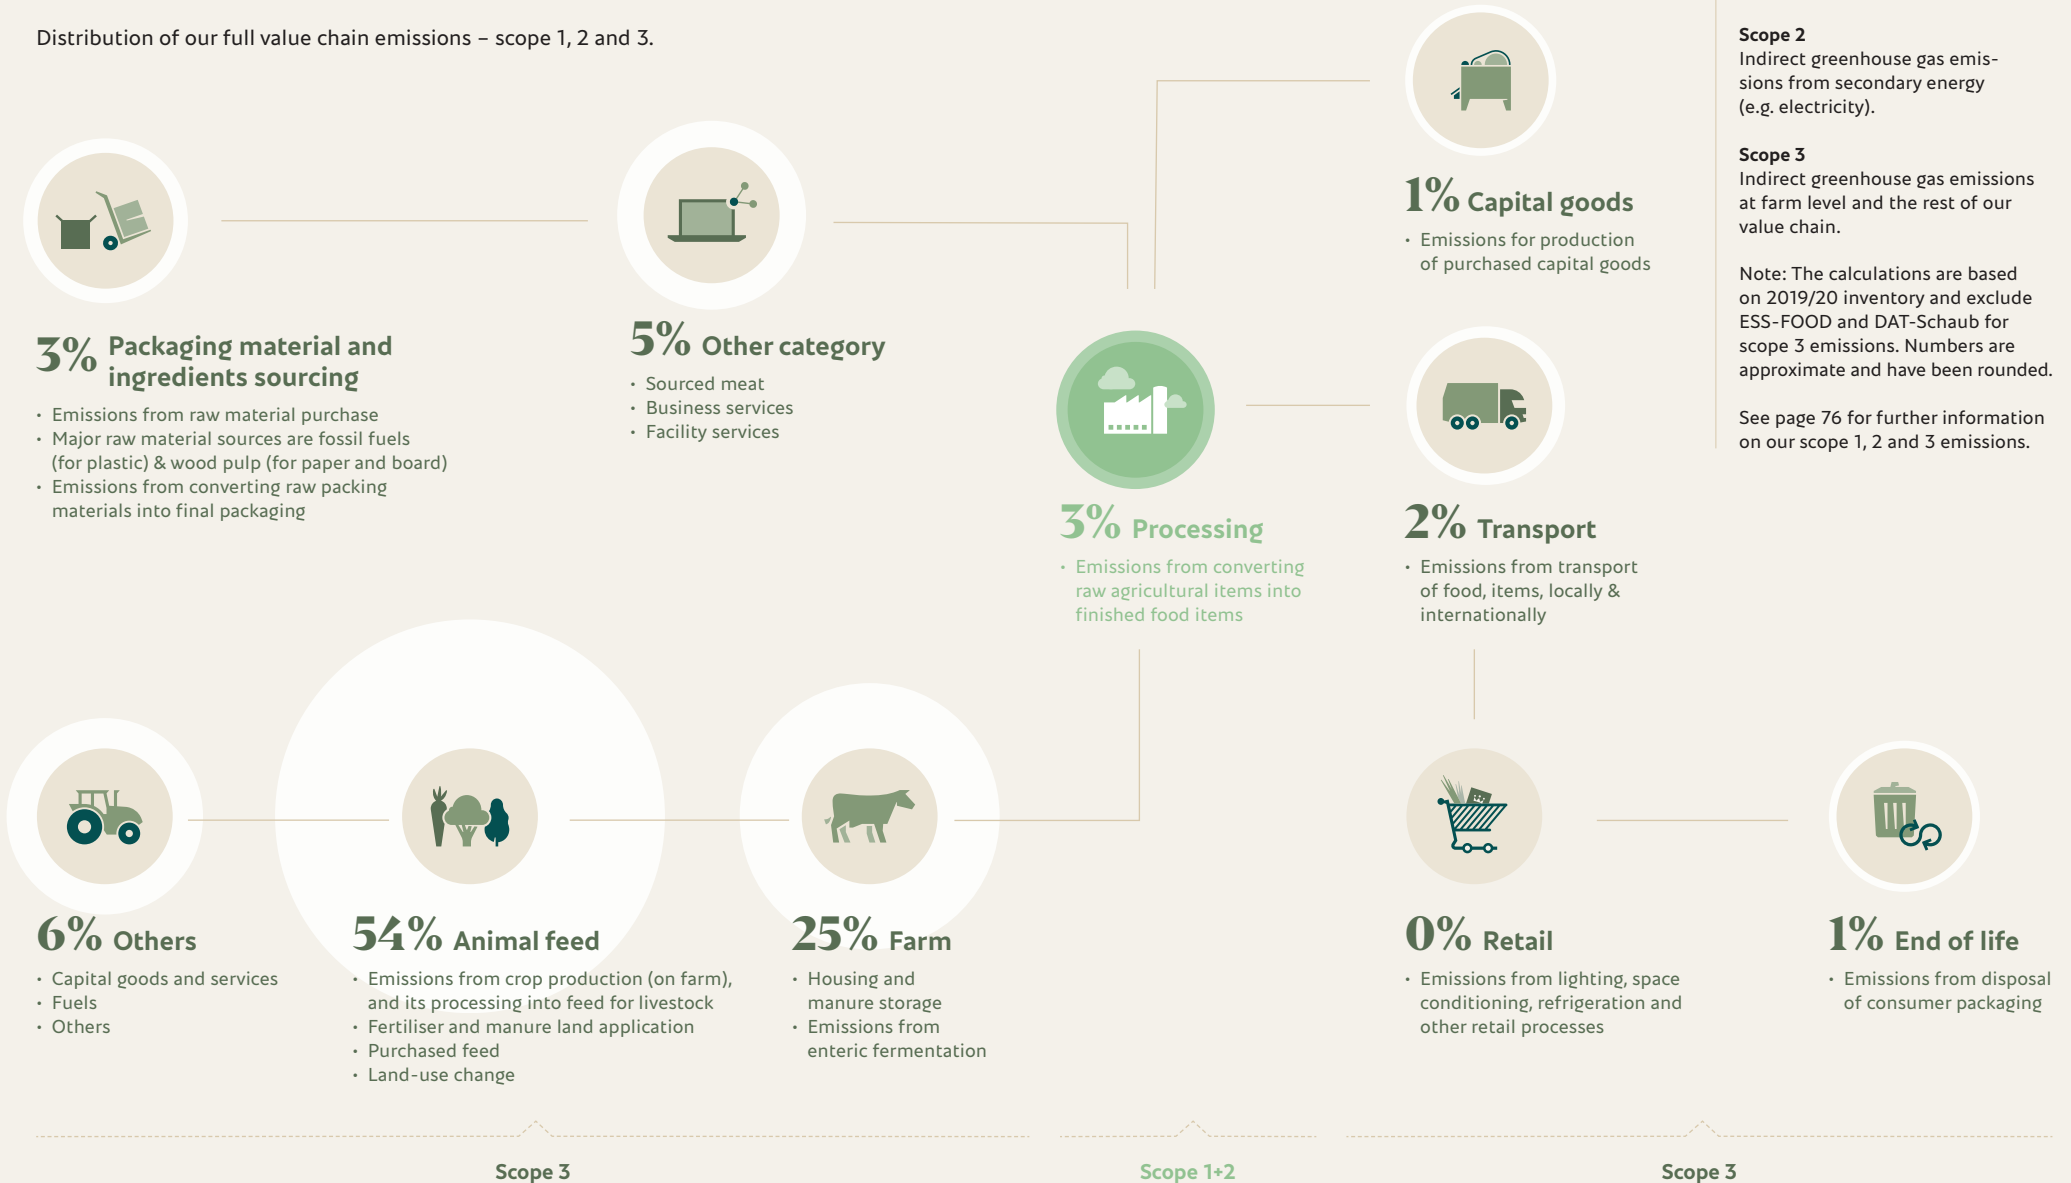 Distribution of our full value chain emissions – scope 1, 2 and 3.
3% Packaging material and
ingredients sourcing
• Emissions from raw material purchase
• Major raw material sources are fossil fuels
(for plastic) & wood pulp (for paper and board)
• Emissions from converting raw packing
materials into final packaging
5% Other category
• Sourced meat
• Business services
• Facility services
1% Capital goods
• Emissions for production
of purchased capital goods
3% Processing
• Emissions from converting
raw agricultural items into
finished food items
2% Transport
• Emissions from transport
of food, items, locally &
internationally
6% Others
• Capital goods and services
• Fuels
• Others
54% Animal feed
• Emissions from crop production (on farm),
and its processing into feed for livestock
• Fertiliser and manure land application
• Purchased feed
• Land-use change
25% Farm
• Housing and
manure storage
• Emissions from
enteric fermentation
0% Retail
• Emissions from lighting, space
conditioning, refrigeration and
other retail processes
1% End of life
• Emissions from disposal
of consumer packaging
Scope 3
Scope 1+2
Scope 3
Scope 2
Indirect greenhouse gas emis-
sions from secondary energy
(e.g. electricity).
Scope 3
Indirect greenhouse gas emissions
at farm level and the rest of our
value chain.
Note: The calculations are based
on 2019/20 inventory and exclude
ESS-FOOD and DAT-Schaub for
scope 3 emissions. Numbers are
approximate and have been rounded.
See page 76 for further information
on our scope 1, 2 and 3 emissions.